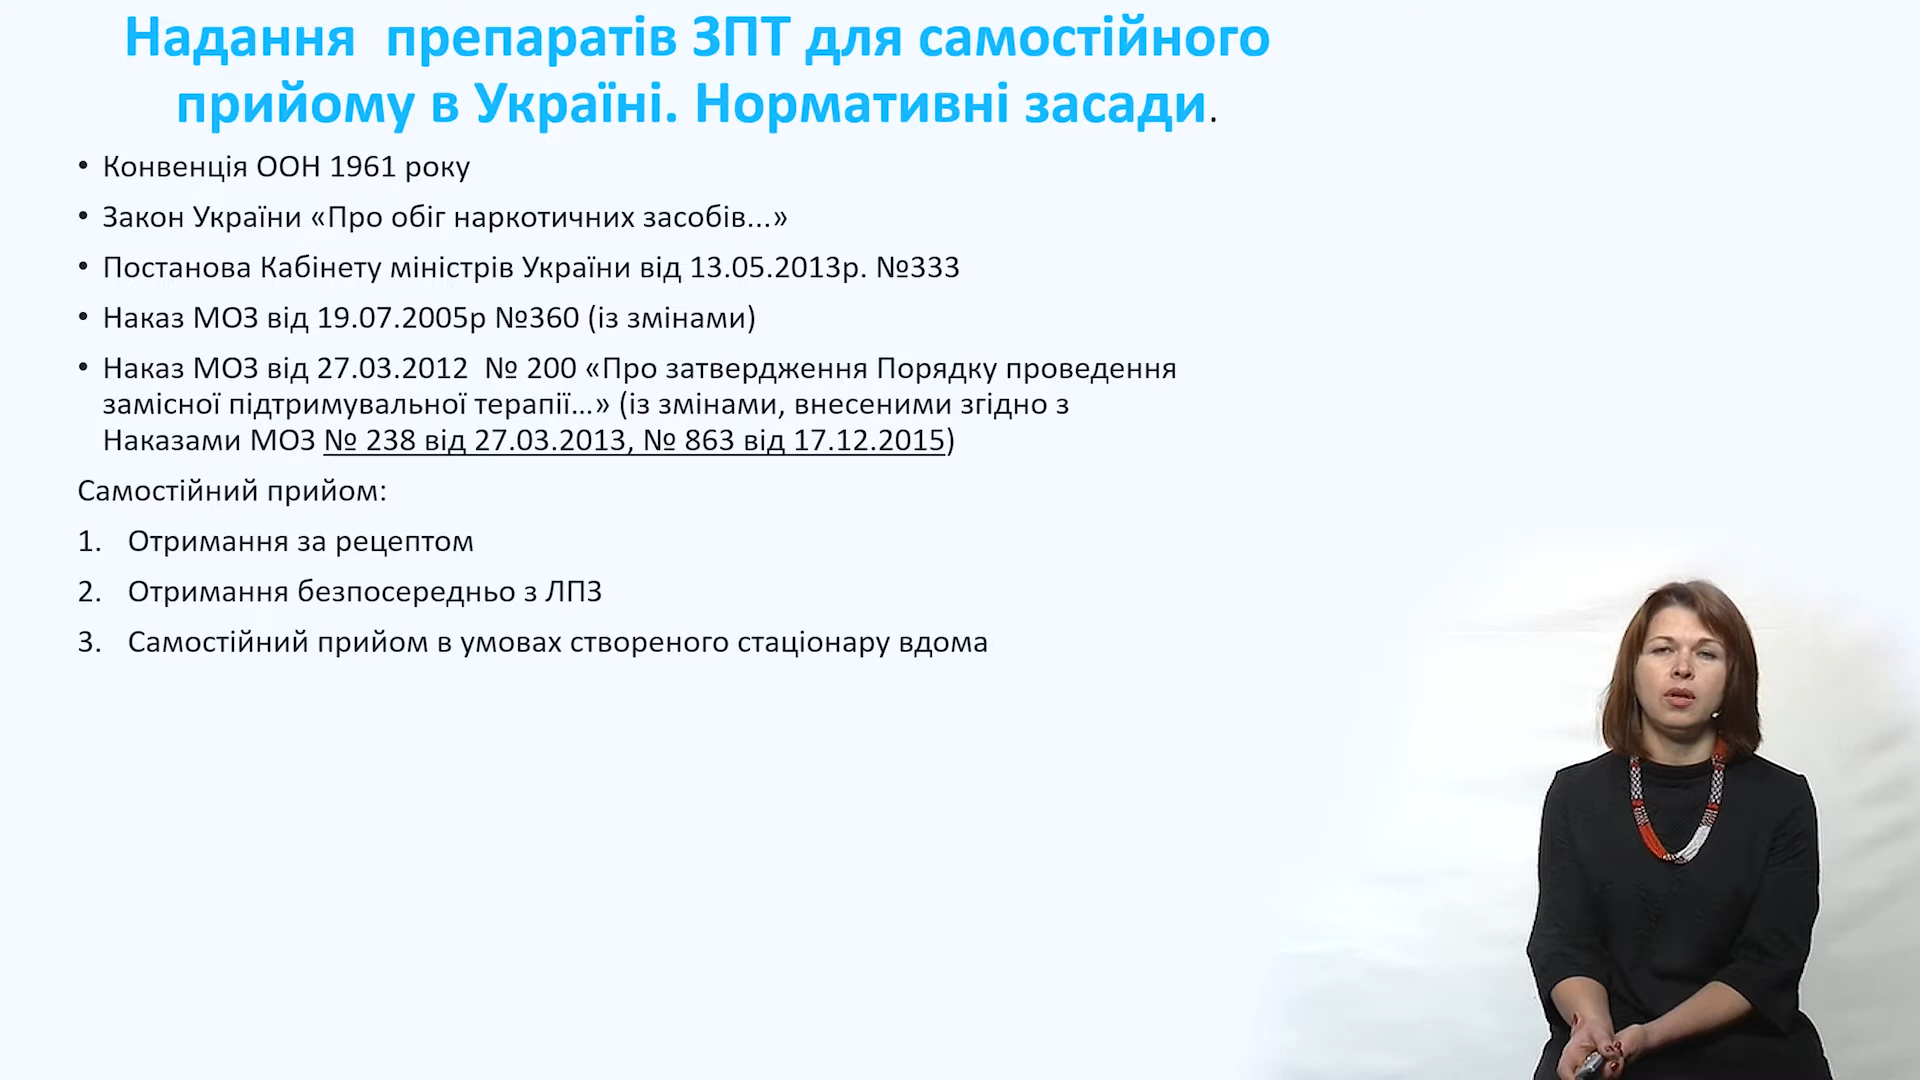 Надання  препаратів ЗПТ для самостійного
прийому в Україні. Нормативні засади.
• Конвенція ООН 1961 року
• Закон України «Про обіг наркотичних засобів...»
• Постанова Кабінету міністрів України від 13.05.2013р. №333
• Наказ МОЗ від 19.07.2005р №360 (із змінами)
• Наказ МОЗ від 27.03.2012  № 200 «Про затвердження Порядку проведення
замісної підтримувальної терапії…» (із змінами, внесеними згідно з
Наказами МОЗ № 238 від 27.03.2013, № 863 від 17.12.2015)
Самостійний прийом:
1. Отримання за рецептом
2. Отримання безпосередньо з ЛПЗ
3. Самостійний прийом в умовах створеного стаціонару вдома